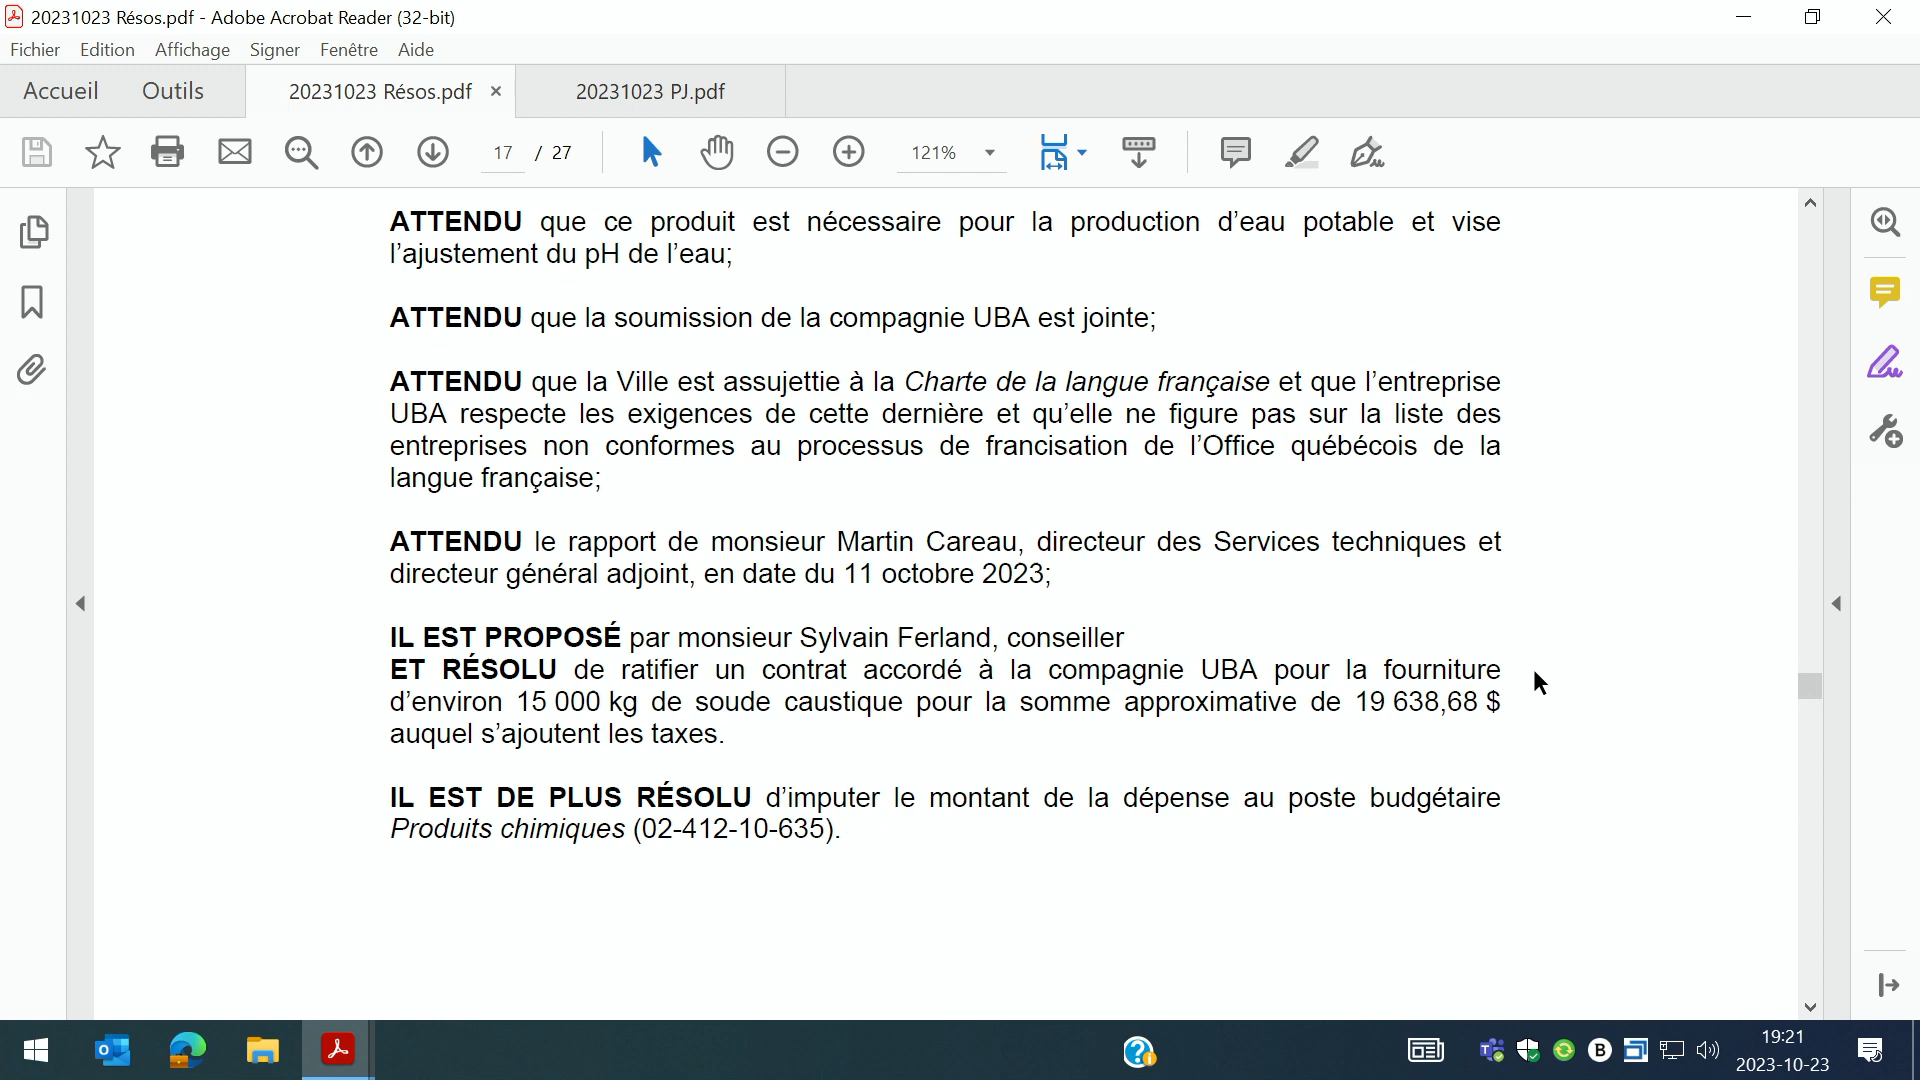 20231023 Résos.pdf - Adobe Acrobat Reader (32-bit)
Fichier Edition Affichage Signer Fenêtre Aide
Accueil Outils 20231023 Résos.pdf × 20231023 PJ.pdf
17 / 27 121%
ATTENDU que ce produit est nécessaire pour la production d'eau potable et vise
l'ajustement du pH de l'eau;
ATTENDU que la soumission de la compagnie UBA est jointe;
ATTENDU que la Ville est assujettie à la Charte de la langue française et que l'entreprise
UBA respecte les exigences de cette dernière et qu'elle ne figure pas sur la liste des
entreprises non conformes au processus de francisation de l'Office québécois de la
langue française;
ATTENDU le rapport de monsieur Martin Careau, directeur des Services techniques et
directeur général adjoint, en date du 11 octobre 2023;
IL EST PROPOSÉ par monsieur Sylvain Ferland, conseiller
ET RÉSOLU de ratifier un contrat accordé à la compagnie UBA pour la fourniture
d'environ 15 000 kg de soude caustique pour la somme approximative de 19 638,68 $
auquel s'ajoutent les taxes.
IL EST DE PLUS RÉSOLU d'imputer le montant de la dépense au poste budgétaire
Produits chimiques (02-412-10-635).
19:21
2023-10-23